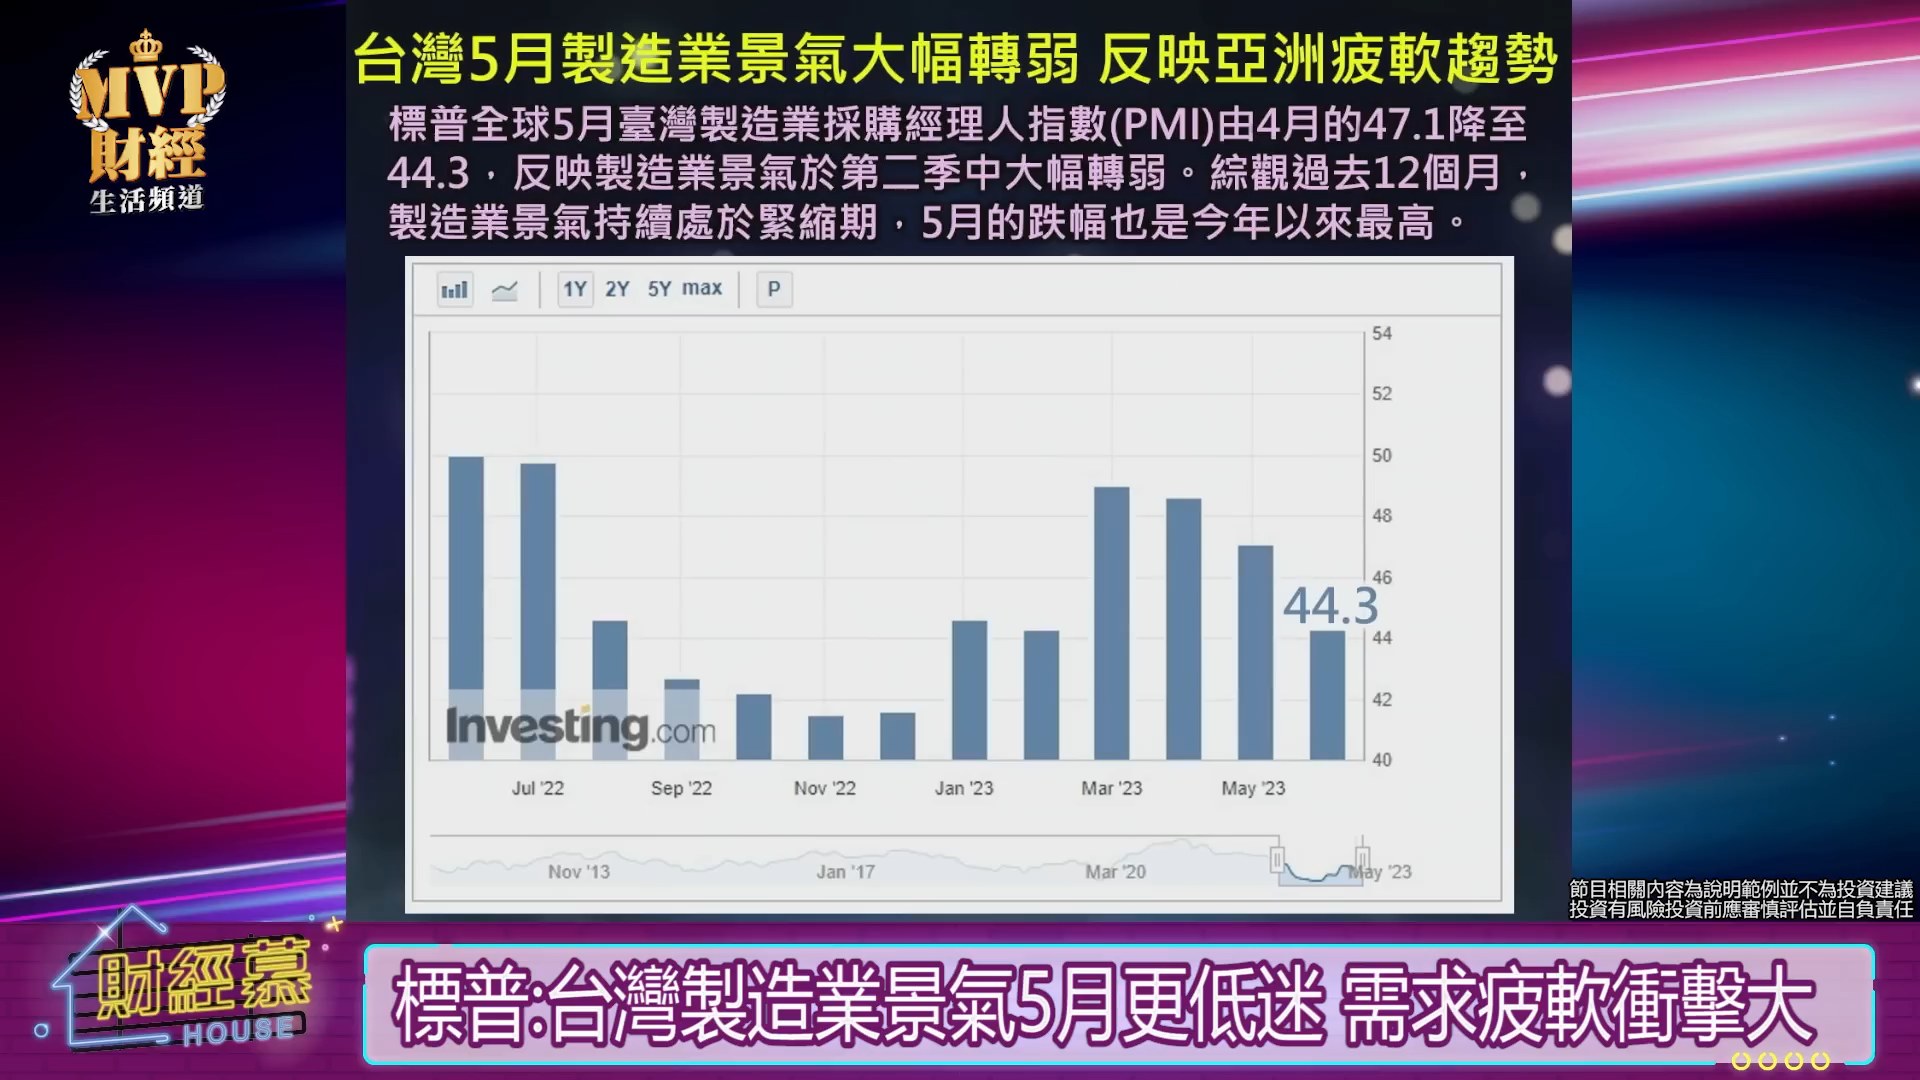 MVP
財經
生活頻道
台灣5月製造業景氣大幅轉弱 反映亞洲疲軟趨勢
標普全球5月臺灣製造業採購經理人指數(PMI)由4月的47.1降至
44.3，反映製造業景氣於第二季中大幅轉弱。綜觀過去12個月，
製造業景氣持續處於緊縮期，5月的跌幅也是今年以來最高。
1Y 2Y 5Y max P
54
52
50
48
46
44.3
44
42
40
Investing.com
Jul '22 Sep '22 Nov '22 Jan '23 Mar '23 May '23
Nov '13 Jan '17 Mar '20 May '23
節目相關內容為說明範例並不為投資建議
投資有風險投資前應審慎評估並自負責任
財經慕
HOUSE
標普:台灣製造業景氣5月更低迷 需求疲軟衝擊大